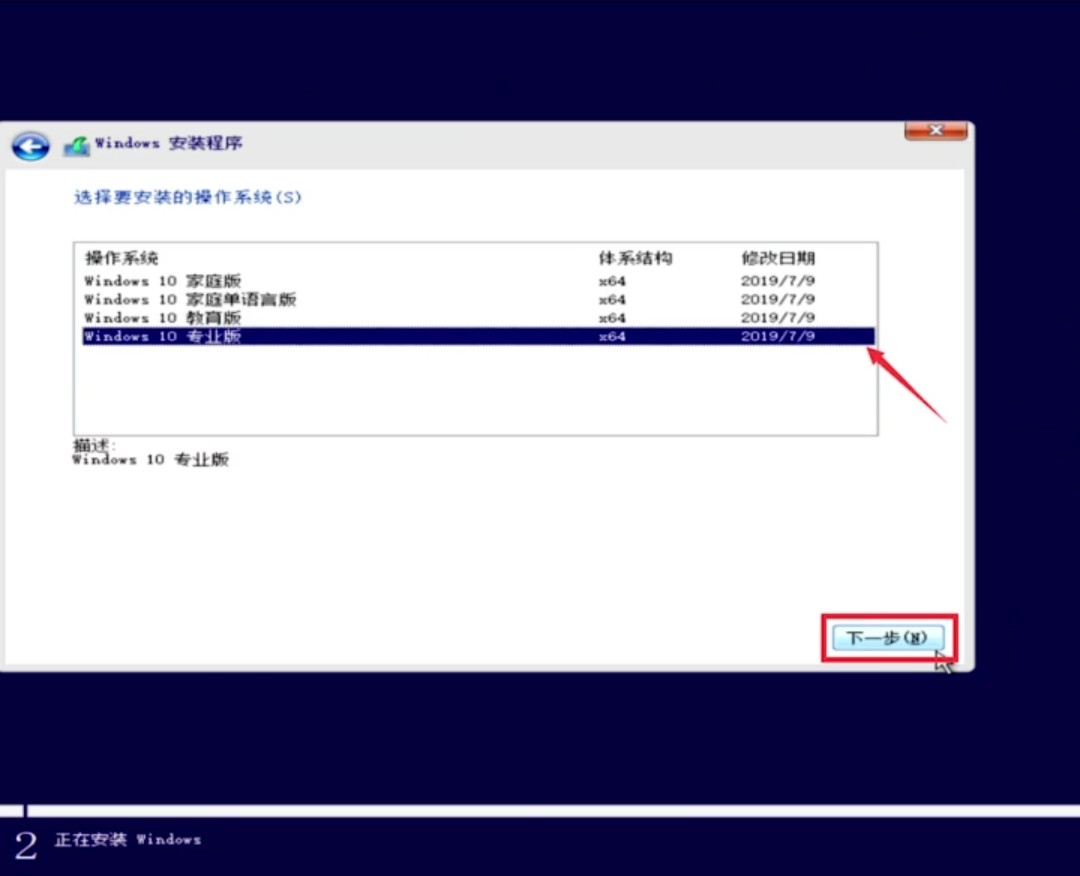 Windows 安装程序
选择要安装的操作系统(S)
操作系统 体系结构 修改日期
Windows 10 家庭版 x64 2019/7/9
Windows 10 家庭单语言版 x64 2019/7/9
Windows 10 教育版 x64 2019/7/9
Windows 10 专业版 x64 2019/7/9
描述:
Windows 10 专业版
下一步(N)
2 正在安装 Windows